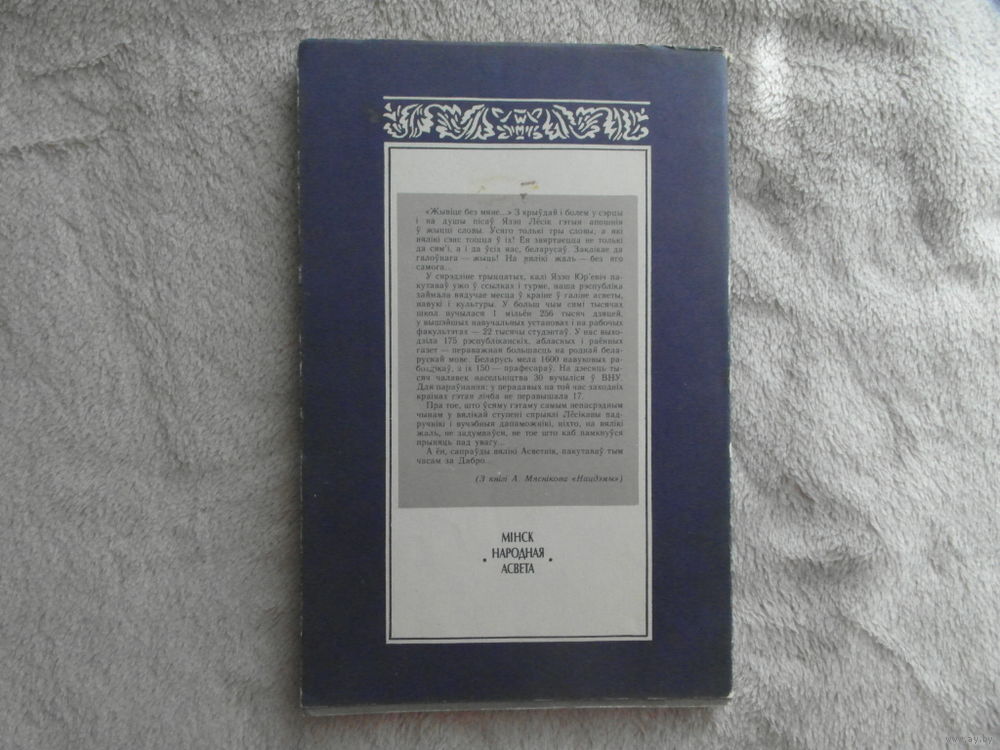 «Жывіце без мяне...» З крыўдай і болем у сэрцы
і на душы пісаў Язэп Лёсік гэтыя апошнія
ў жыцці словы. Усяго толькі тры словы, а які
вялікі сэнс тоіцца ў іх! Ён звяртаецца не толькі
да сям'і, а і да ўсіх нас, беларусаў. Заклікае да
галоўнага — жыць! На вялікі жаль — без яго
самога...
У сярэдзіне трыццатых, калі Язэп Юр'евіч па-
кутаваў ужо ў ссылках і турме, наша рэспубліка
займала вядучае месца ў краіне ў галіне асветы,
навукі і культуры. У больш чым сямі тысячах
школ вучылася 1 мільён 256 тысяч дзяцей,
у вышэйшых навучальных установах і на рабочых
факультэтах — 22 тысячы студэнтаў. У нас выхо-
дзіла 175 рэспубліканскіх, абласных і раённых
газет — пераважная большасць на роднай бела-
рускай мове. Беларусь мела 1600 навуковых ра-
ботнікаў, з іх 150 — прафесараў. На дзесяць ты-
сяч чалавек насельніцтва 30 вучыліся ў ВНУ.
Для параўнання: у перадавых на той час заходніх
краінах гэтая лічба не перавышала 17.
Пры тое, што ўсяму гэтаму самым непасрэдным
чынам у вялікай ступені спрыялі Лёсікавы пад-
ручнікі і вучэбныя дапаможнікі, ніхто, на вялікі
жаль, не задумваўся, не тое што каб памкнуўся
прыняць пад увагу...
А ён, сапраўды вялікі Асветнік, пакутаваў тым
часам за Дабро...
(З кнігі А. Мяснікова «Нацдэмы»)
МІНСК
· НАРОДНАЯ ·
АСВЕТА
www.ay.by